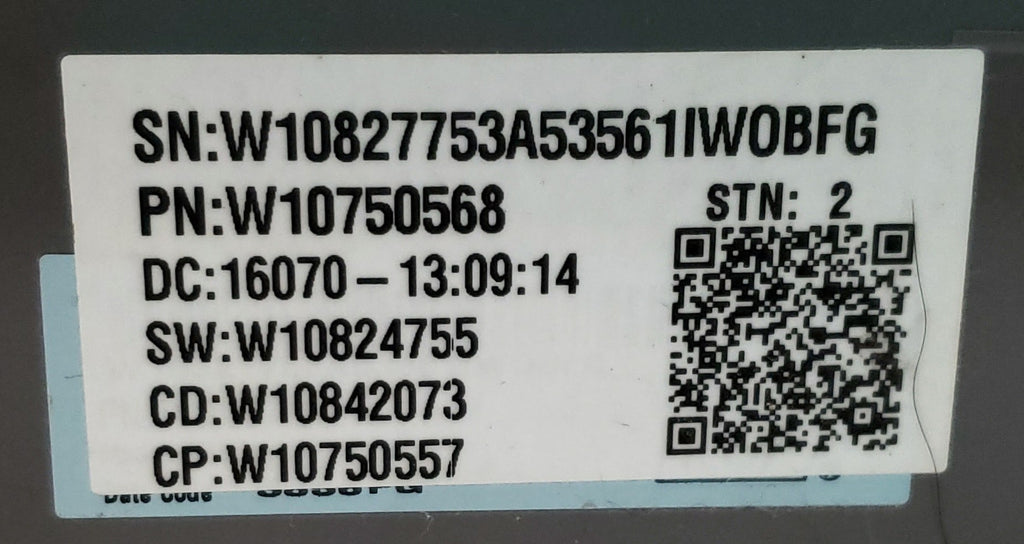 SN:W10827753A53561IWOBFG
PN:W10750568
STN: 2
DC:16070 – 13:09:14
SW:W10824755
CD:W10842073
CP:W10750557
Date Code